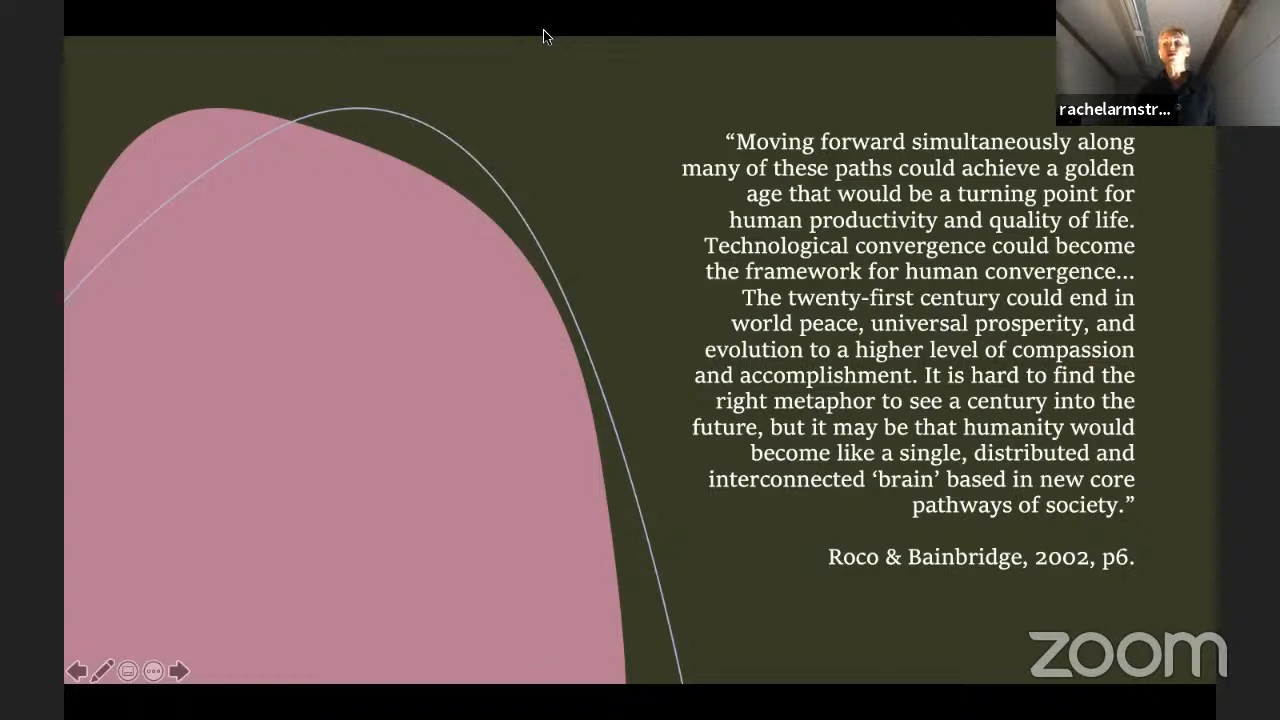 rachelarmstr...
“Moving forward simultaneously along
many of these paths could achieve a golden
age that would be a turning point for
human productivity and quality of life.
Technological convergence could become
the framework for human convergence...
The twenty-first century could end in
world peace, universal prosperity, and
evolution to a higher level of compassion
and accomplishment. It is hard to find the
right metaphor to see a century into the
future, but it may be that humanity would
become like a single, distributed and
interconnected ‘brain’ based in new core
pathways of society.”
Roco & Bainbridge, 2002, p6.
zoom